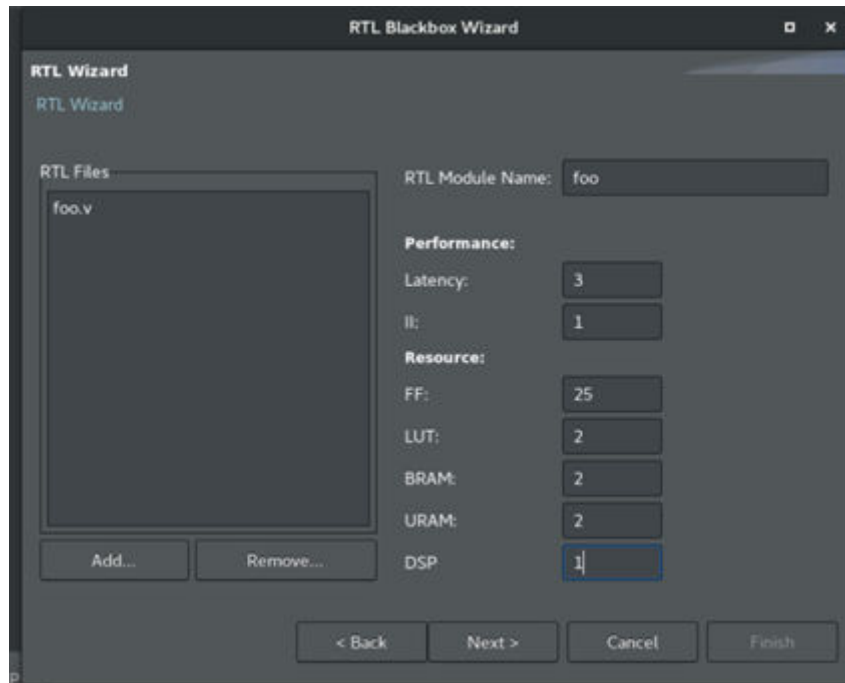 RTL Blackbox Wizard
RTL Wizard
RTL Wizard
RTL Files
foo.v
Add...
Remove...
RTL Module Name: foo
Performance:
Latency: 3
II: 1
Resource:
FF: 25
LUT: 2
BRAM: 2
URAM: 2
DSP 1
< Back
Next >
Cancel
Finish